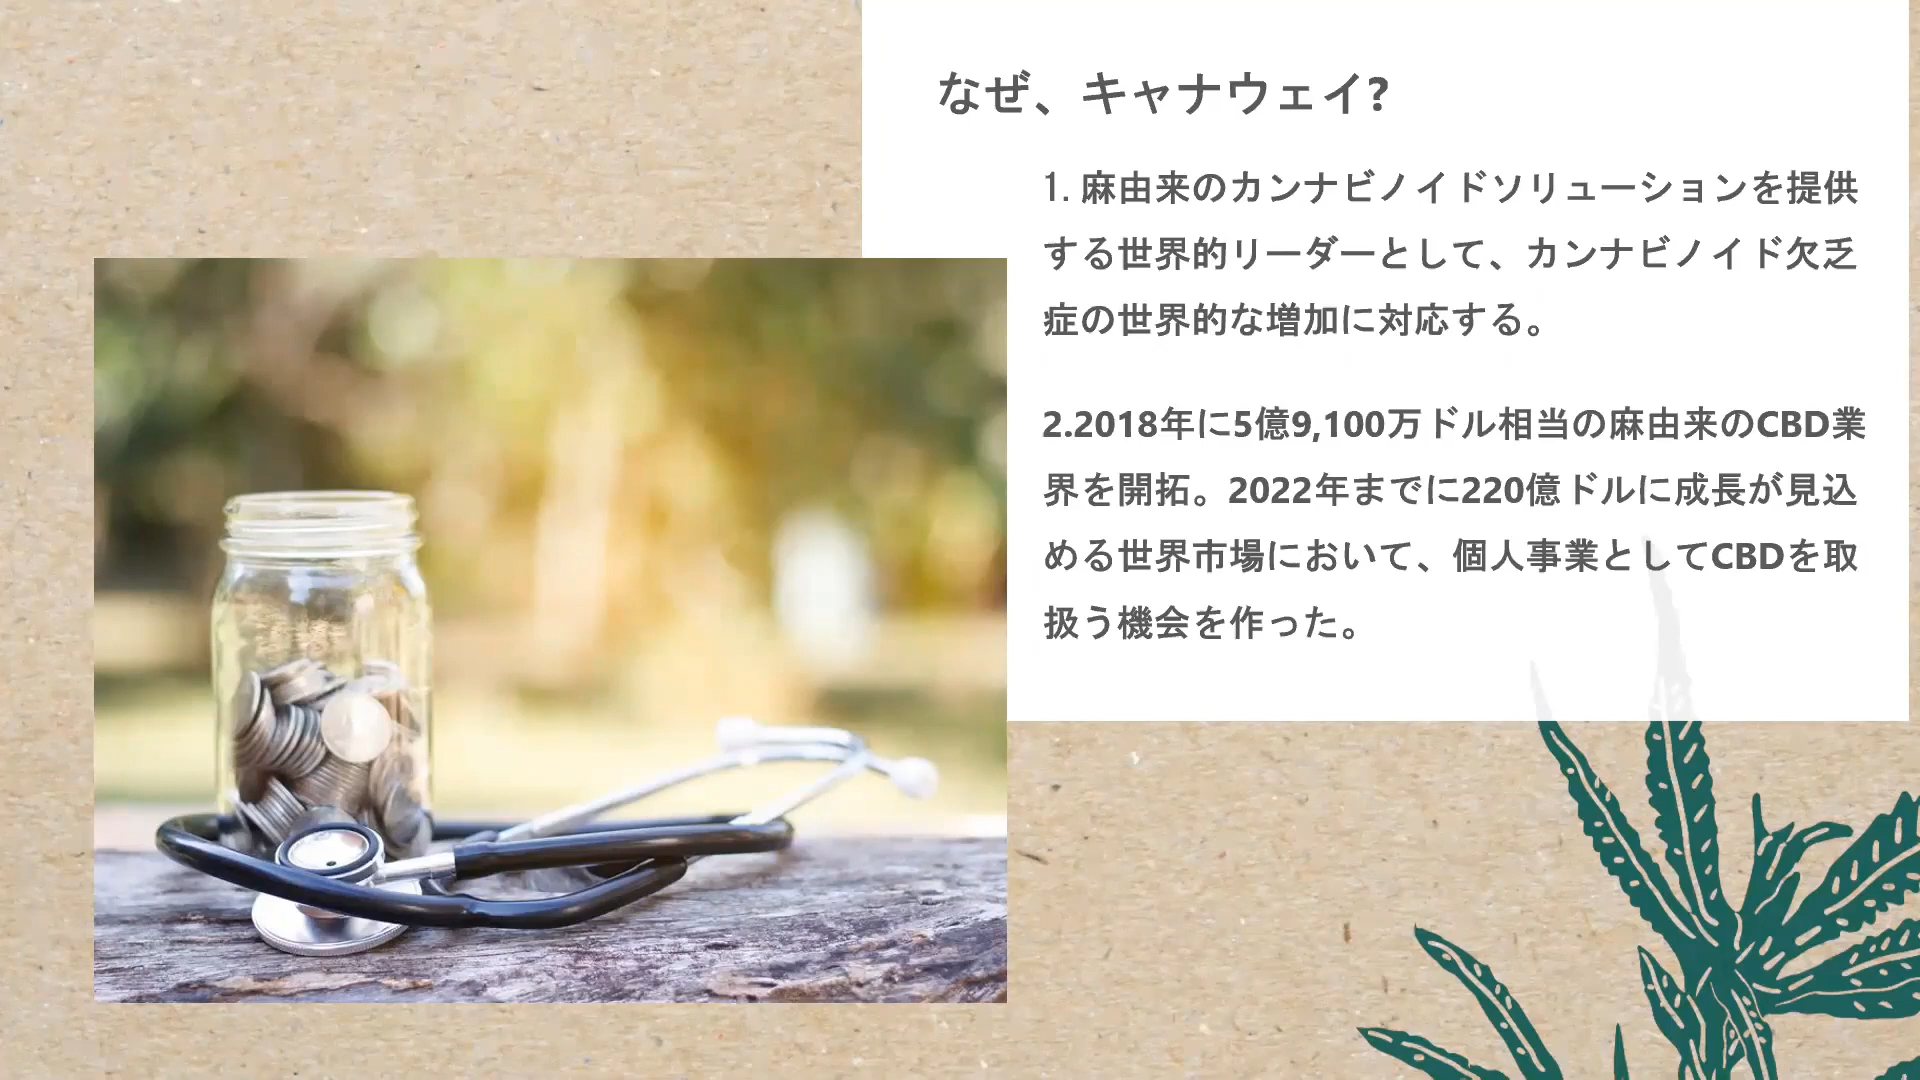 なぜ、キャナウェイ?
1. 麻由来のカンナビノイドソリューションを提供
する世界的リーダーとして、カンナビノイド欠乏
症の世界的な増加に対応する。
2.2018年に5億9,100万ドル相当の麻由来のCBD業
界を開拓。2022年までに220億ドルに成長が見込
める世界市場において、個人事業としてCBDを取
扱う機会を作った。